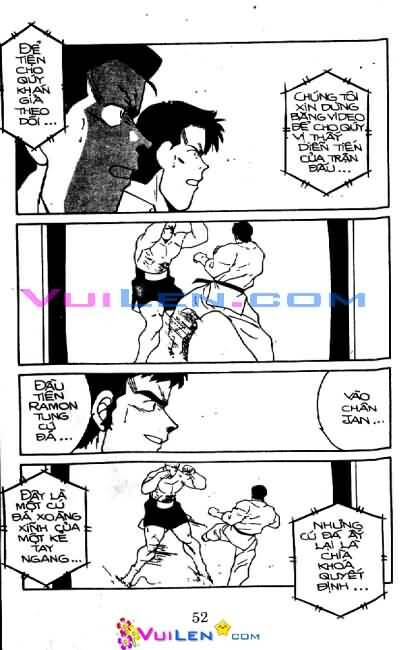 ĐỂ
TIỆN
CHO
QUÝ
KHÁN
GIẢ
THEO
DÕI...
CHÚNG TÔI
XIN DÙNG
BĂNG VIDEO
ĐỂ CHO QUÝ
VỊ THẤY
DIỄN TIẾN
CỦA TRẬN
ĐẤU...
VUILEN.COM
ĐẦU
TIÊN
RAMON
TUNG
CÚ
ĐÁ...
VÀO
CHÂN
JAN...
ĐÂY LÀ
MỘT CÚ
ĐÁ XOÀNG
XĨNH CỦA
MỘT KẺ
TAY
NGANG...
NHƯNG
CÚ ĐÁ ẤY
LẠI LÀ
CHÌA
KHOÁ
QUYẾT
ĐỊNH...
52
VUILEN.COM